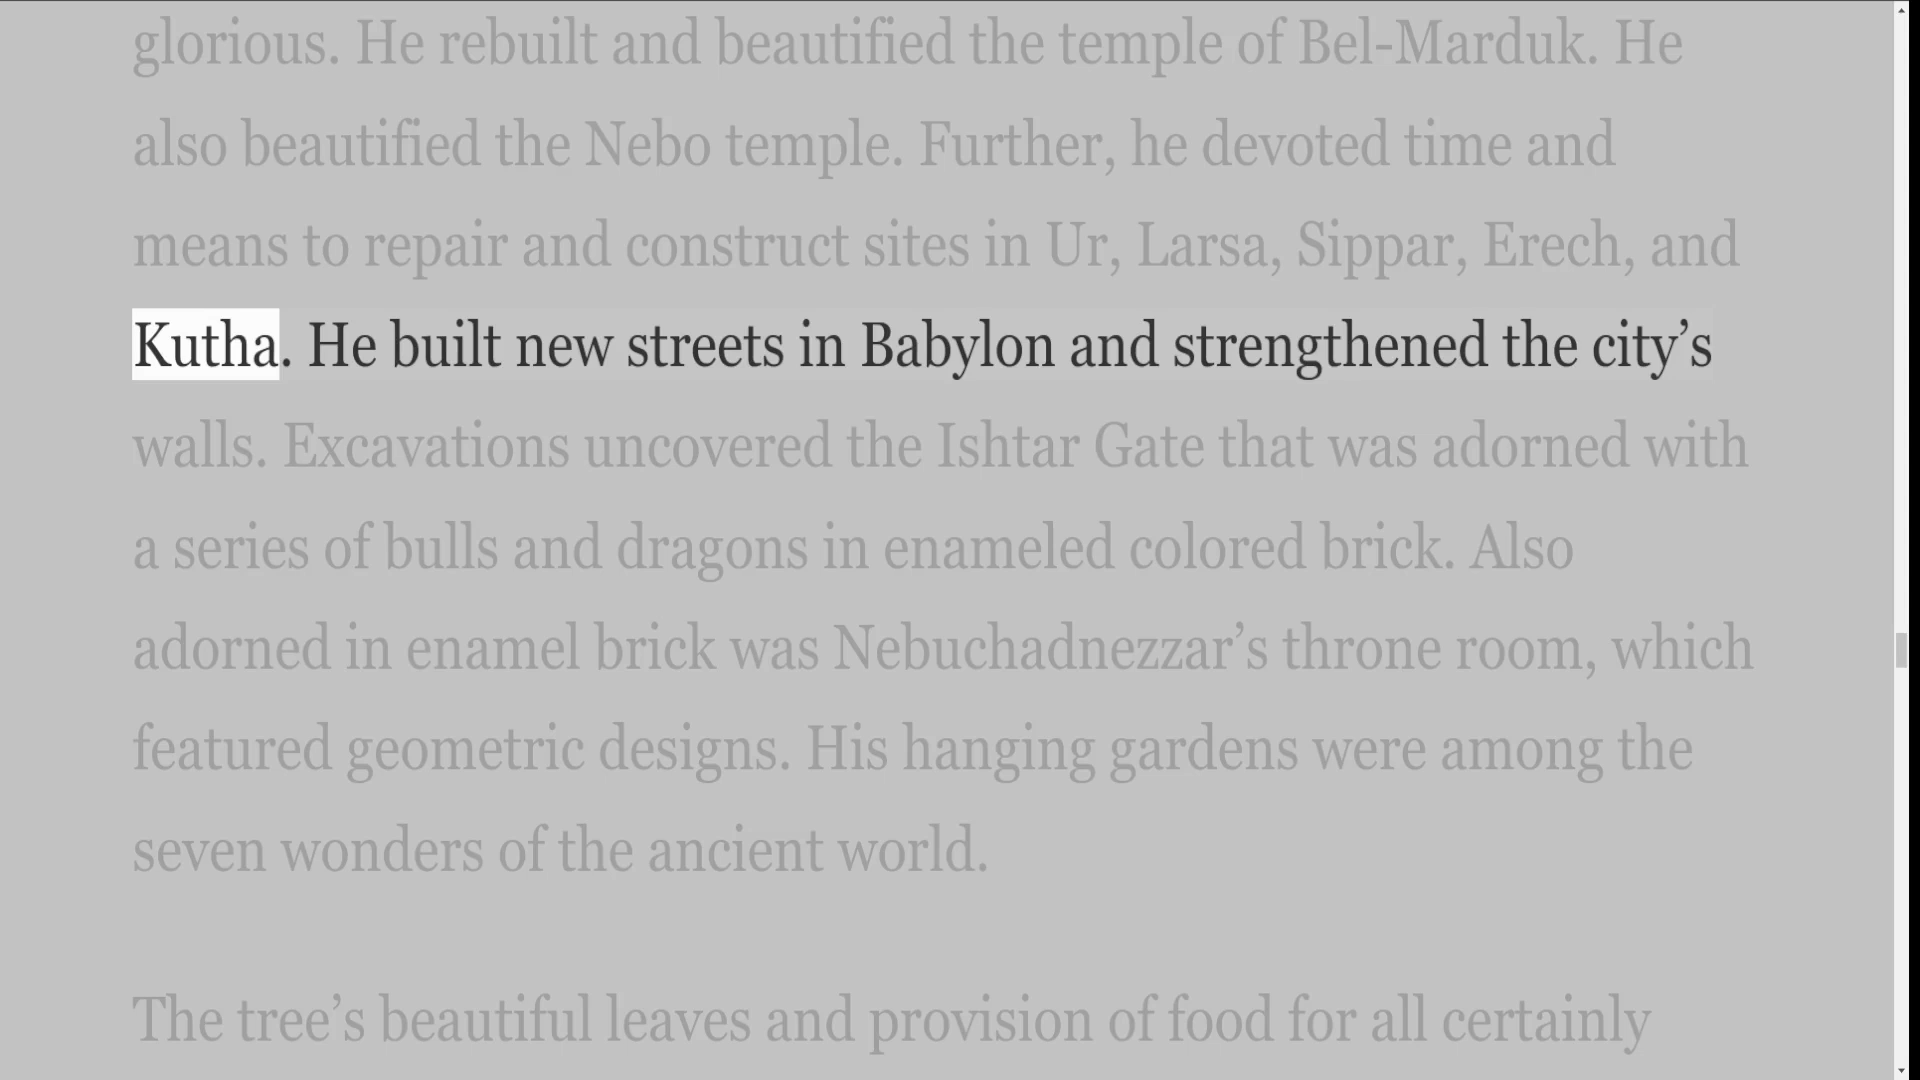 glorious. He rebuilt and beautified the temple of Bel-Marduk. He
also beautified the Nebo temple. Further, he devoted time and
means to repair and construct sites in Ur, Larsa, Sippar, Erech, and
Kutha. He built new streets in Babylon and strengthened the city’s
walls. Excavations uncovered the Ishtar Gate that was adorned with
a series of bulls and dragons in enameled colored brick. Also
adorned in enamel brick was Nebuchadnezzar’s throne room, which
featured geometric designs. His hanging gardens were among the
seven wonders of the ancient world.
The tree’s beautiful leaves and provision of food for all certainly